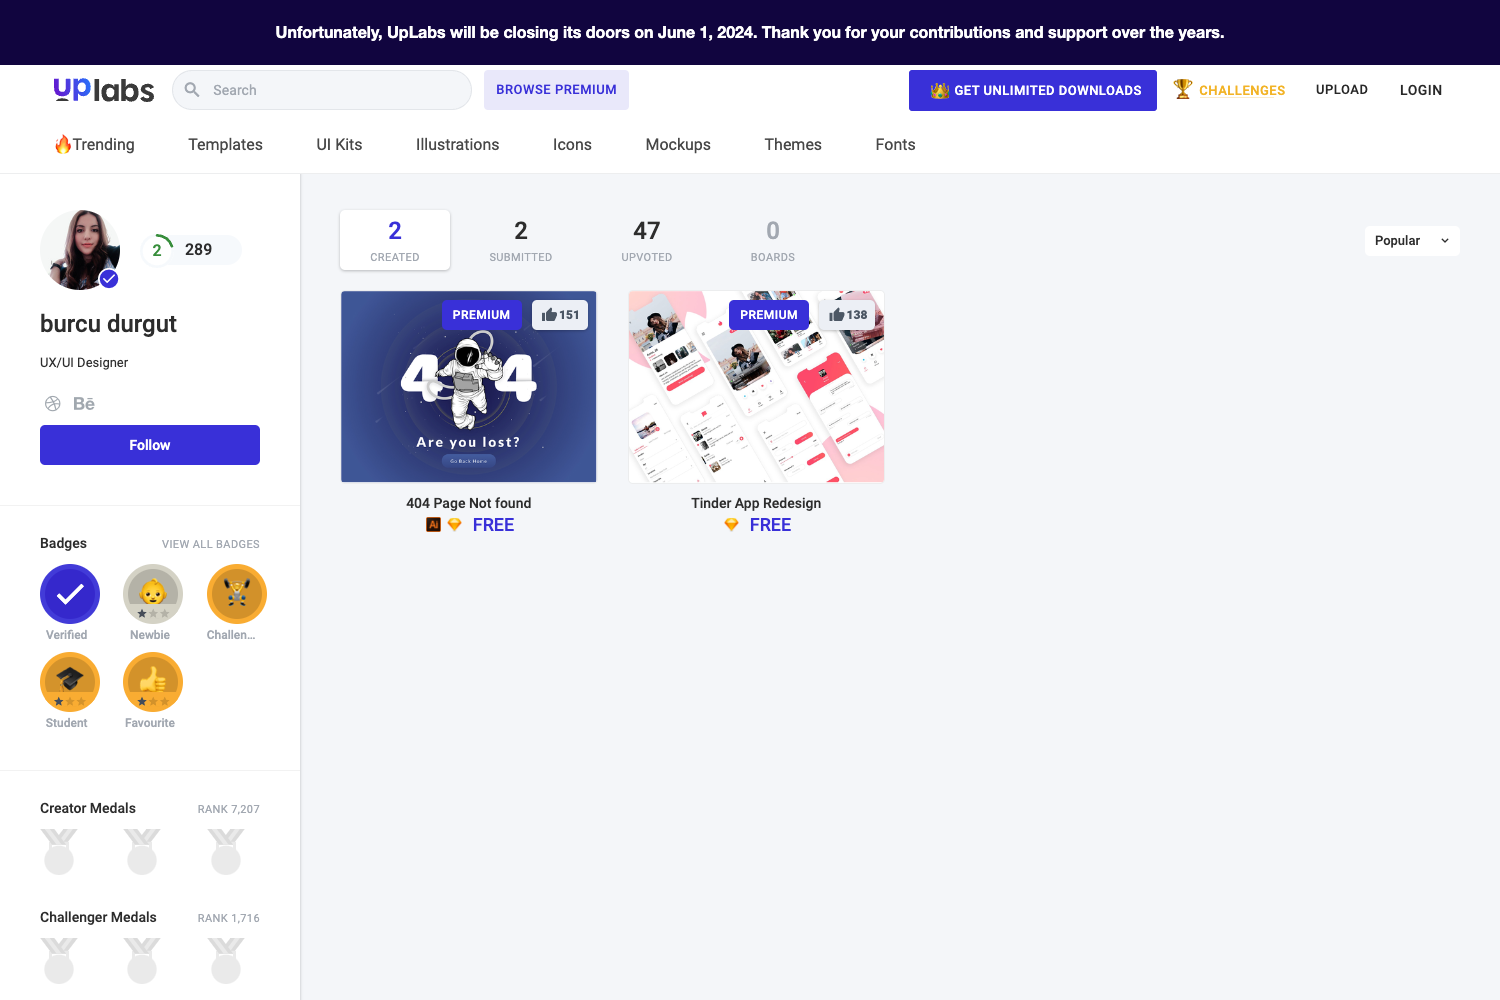 Unfortunately, UpLabs will be closing its doors on June 1, 2024. Thank you for your contributions and support over the years.
uplabs
Search
BROWSE PREMIUM
GET UNLIMITED DOWNLOADS
CHALLENGES
UPLOAD
LOGIN
Trending
Templates
UI Kits
Illustrations
Icons
Mockups
Themes
Fonts
2
289
burcu durgut
UX/UI Designer
Bē
Follow
Badges
VIEW ALL BADGES
Verified
Newbie
Challen...
Student
Favourite
Creator Medals
RANK 7,207
Challenger Medals
RANK 1,716
2
CREATED
2
SUBMITTED
47
UPVOTED
0
BOARDS
Popular
PREMIUM
151
4 4
Are you lost?
Go Back Home
404 Page Not found
Ai
FREE
PREMIUM
138
Tinder App Redesign
FREE